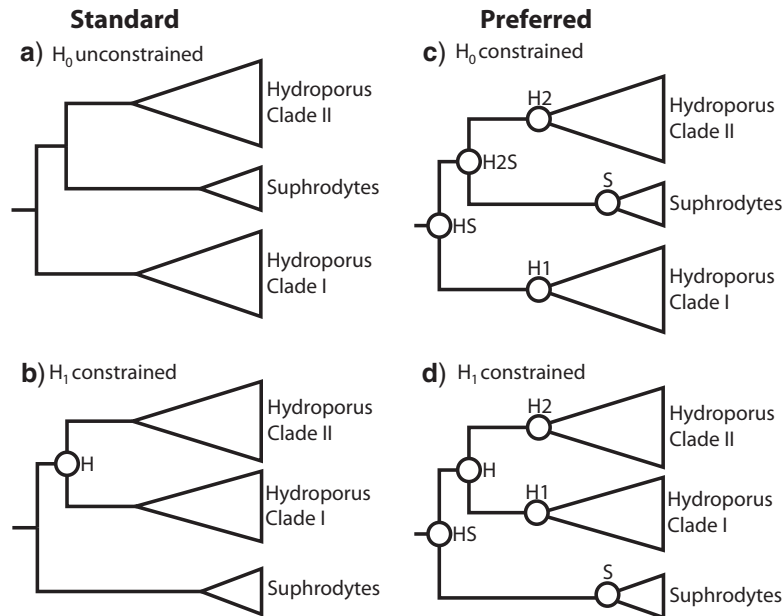 Standard
Preferred
a) H₀ unconstrained
Hydroporus
Clade II
Suphrodytes
Hydroporus
Clade I
c) H₀ constrained
H2
Hydroporus
Clade II
H2S
S
Suphrodytes
HS
H1
Hydroporus
Clade I
b) H₁ constrained
Hydroporus
Clade II
H
Hydroporus
Clade I
Suphrodytes
d) H₁ constrained
H2
Hydroporus
Clade II
H
H1
Hydroporus
Clade I
HS
S
Suphrodytes